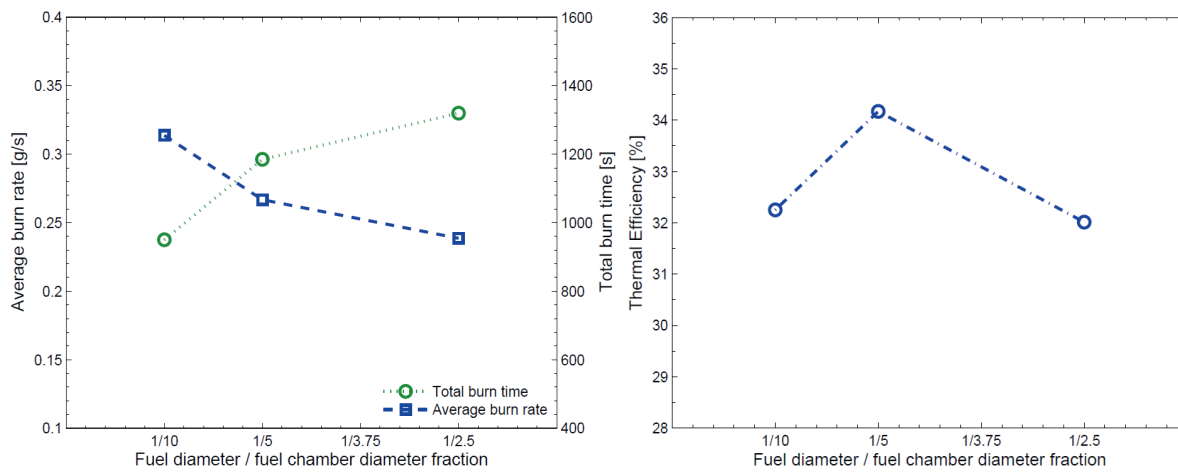 0.4
0.35
0.3
0.25
0.2
0.15
0.1
Average burn rate [g/s]
1600
1400
1200
1000
800
600
400
Total burn time [s]
Total burn time
Average burn rate
1/10 1/5 1/3.75 1/2.5
Fuel diameter / fuel chamber diameter fraction
36
35
34
33
32
31
30
29
28
Thermal Efficiency [%]
1/10 1/5 1/3.75 1/2.5
Fuel diameter / fuel chamber diameter fraction